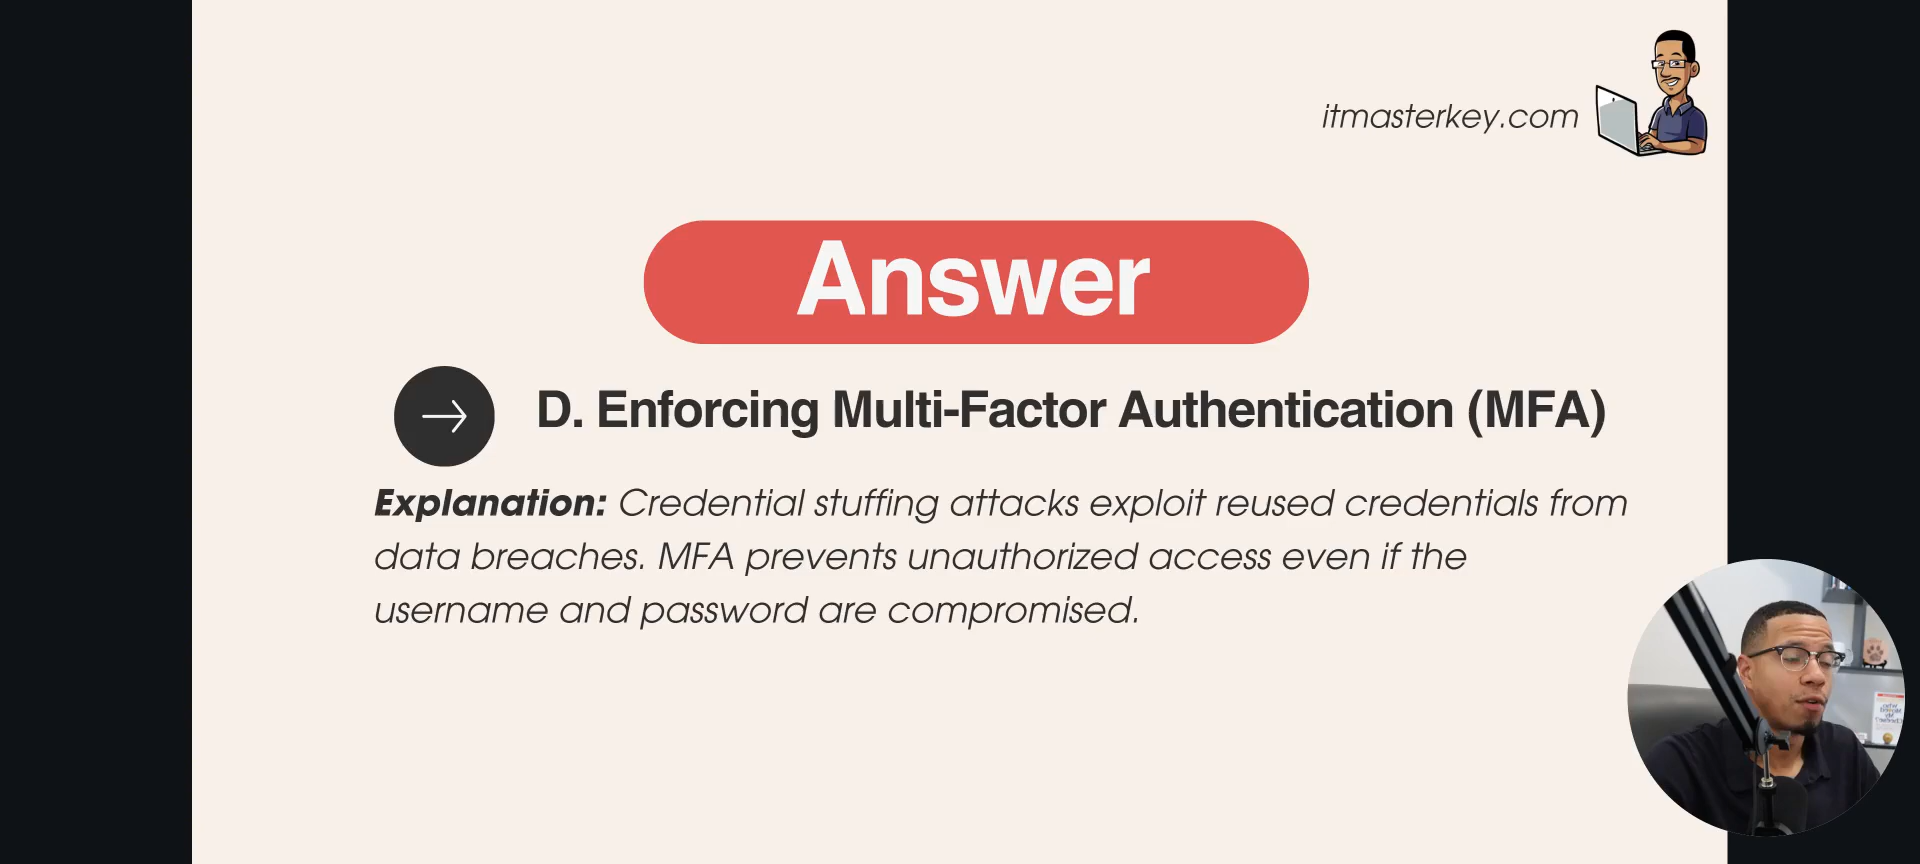 itmasterkey.com
Answer
D. Enforcing Multi-Factor Authentication (MFA)
Explanation: Credential stuffing attacks exploit reused credentials from
data breaches. MFA prevents unauthorized access even if the
username and password are compromised.